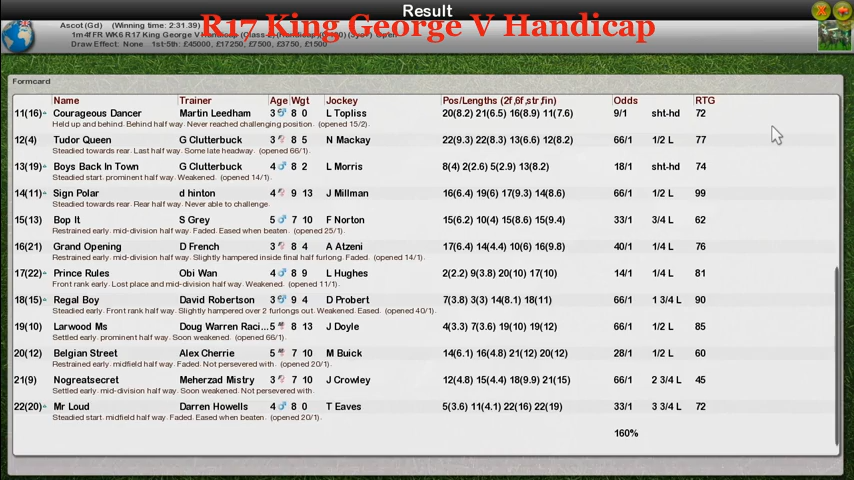 Result
R17 King George V Handicap
Ascot(Gd) (Winning time: 2:31.39)
1m4f FR WK6 R17 King George V Handicap
Draw Effect: None 1st-5th: £45000, £17250, £7500, £3750, £1500
Formcard
Name Trainer Age Wgt Jockey Pos/Lengths (2f,6f,str,fin) Odds RTG
11(16) Courageous Dancer Martin Leedham 3 8 0 L Topliss 20(8.2) 21(6.5) 16(8.9) 11(7.6) 9/1 sht-hd 72
Held up and behind. Behind half way. Never reached challenging position. (opened 15/2)
12(4) Tudor Queen G Clutterbuck 3 8 5 N Mackay 22(9.3) 22(8.3) 13(6.6) 12(8.2) 66/1 1/2 L 77
Steadied towards rear. Last half way. Some late headway. (opened 66/1)
13(19) Boys Back In Town G Clutterbuck 4 8 2 L Morris 8(4) 2(2.6) 5(2.9) 13(8.2) 18/1 sht-hd 74
Steadied start. prominent half way. Weakened. (opened 14/1)
14(11) Sign Polar d hinton 4 9 13 J Millman 16(6.4) 19(6) 17(9.3) 14(8.6) 66/1 1/2 L 99
Steadied towards rear. Rear half way. Never able to challenge.
15(13) Bop It S Grey 5 7 10 F Norton 15(6.2) 10(4) 15(8.6) 15(9.4) 33/1 3/4 L 62
Restrained early. mid-division half way. Faded. Eased when beaten. (opened 25/1)
16(21) Grand Opening D French 3 8 4 A Atzeni 17(6.4) 14(4.4) 10(6) 16(9.8) 40/1 1/4 L 76
Restrained early. mid-division half way. Slightly hampered inside final half furlong. Faded. (opened 14/1)
17(22) Prince Rules Obi Wan 4 8 9 L Hughes 2(2.2) 9(3.8) 20(10) 17(10) 14/1 1/4 L 81
Front rank early. Lost place and mid-division half way. Weakened. (opened 11/1)
18(15) Regal Boy David Robertson 3 9 4 D Probert 7(3.8) 3(3) 14(8.1) 18(11) 66/1 1 3/4 L 90
Steadied early. Front rank half way. Slightly hampered over 2 furlongs out. Weakened. Eased. (opened 40/1)
19(10) Larwood Ms Doug Warren Raci... 5 8 13 J Doyle 4(3.3) 7(3.6) 19(10) 19(12) 66/1 1/2 L 85
Settled early. prominent half way. Soon weakened. (opened 66/1)
20(12) Belgian Street Alex Cherrie 5 7 10 M Buick 14(6.1) 16(4.8) 21(12) 20(12) 28/1 1/2 L 60
Restrained early. midfield half way. Faded. Not persevered with. (opened 20/1)
21(9) Nogreatsecret Meherzad Mistry 3 7 10 J Crowley 12(4.8) 15(4.4) 18(9.9) 21(15) 66/1 2 3/4 L 45
Settled early. mid-division half way. Soon weakened. Not persevered with.
22(20) Mr Loud Darren Howells 4 8 0 T Eaves 5(3.6) 11(4.1) 22(16) 22(19) 33/1 3 3/4 L 72
Steadied start. midfield half way. Faded. Eased when beaten. (opened 20/1)
160%